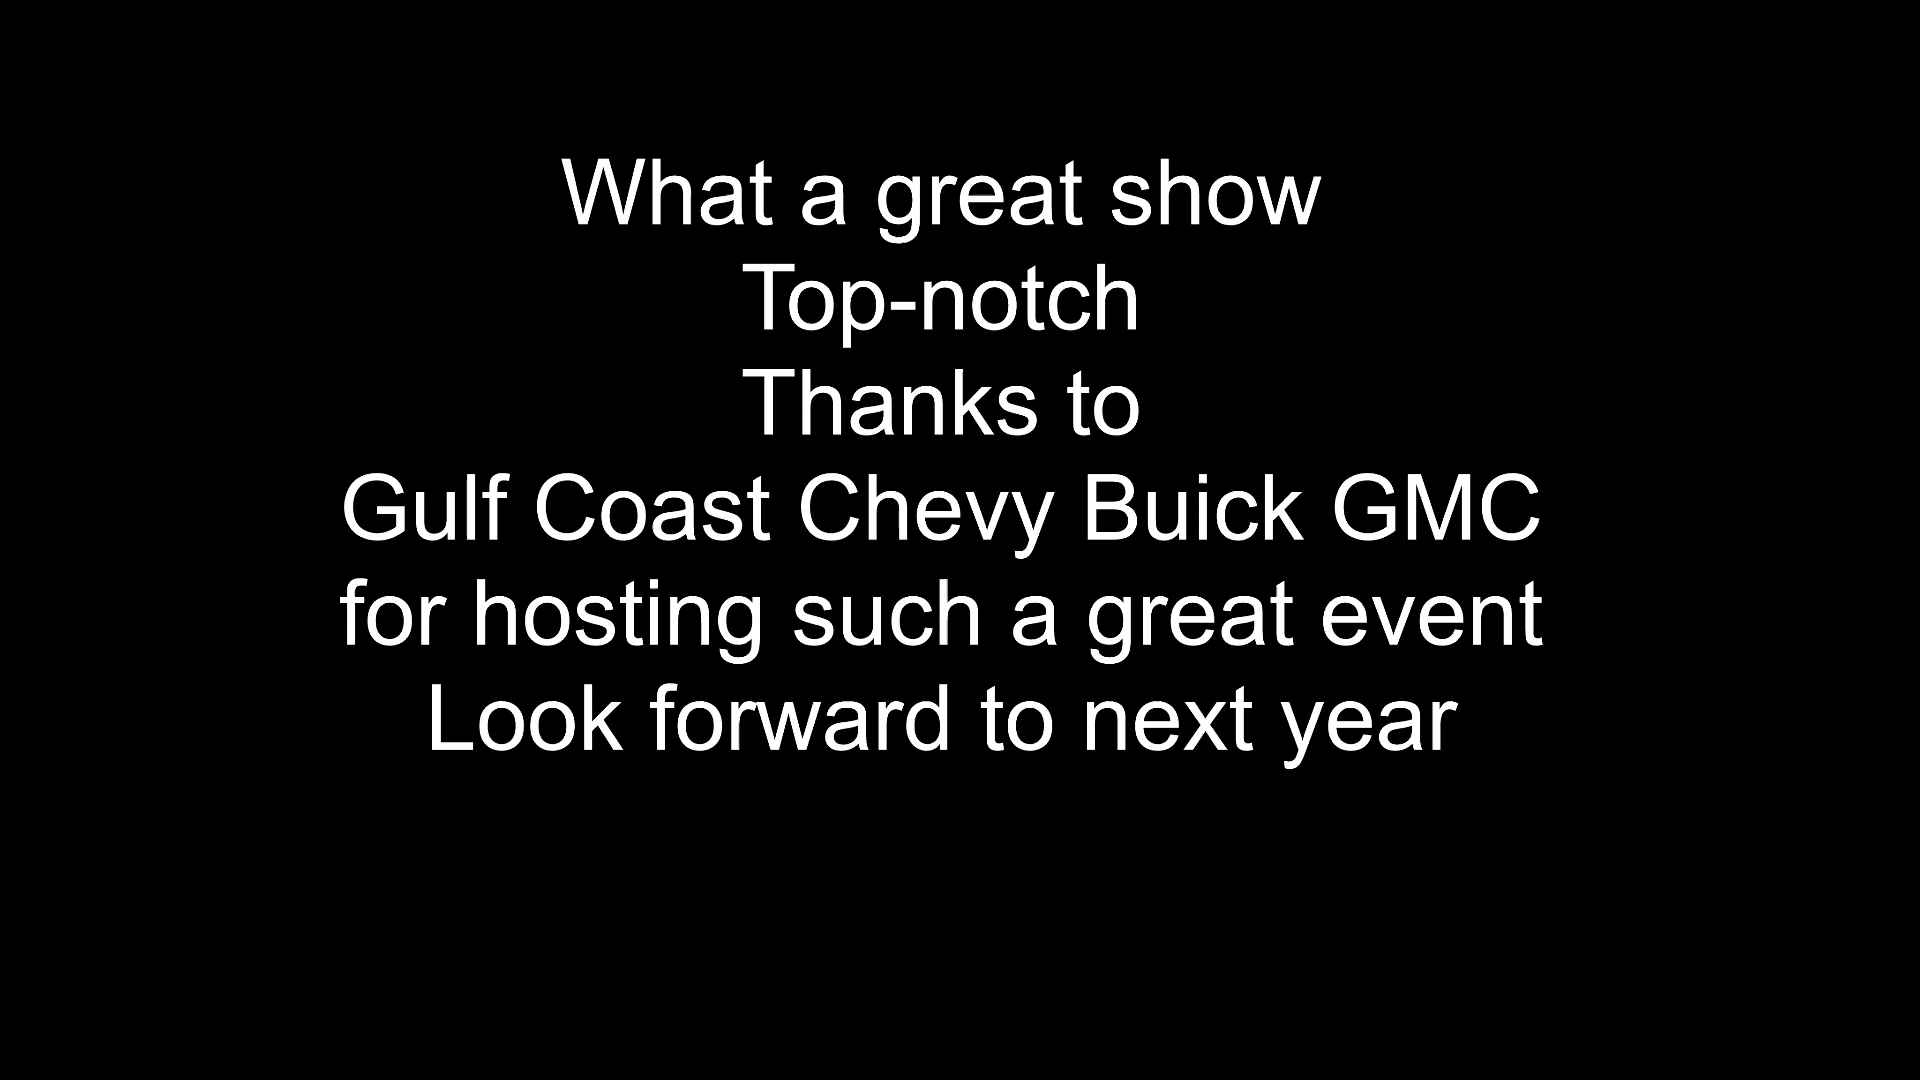 What a great show
Top-notch
Thanks to
Gulf Coast Chevy Buick GMC
for hosting such a great event
Look forward to next year